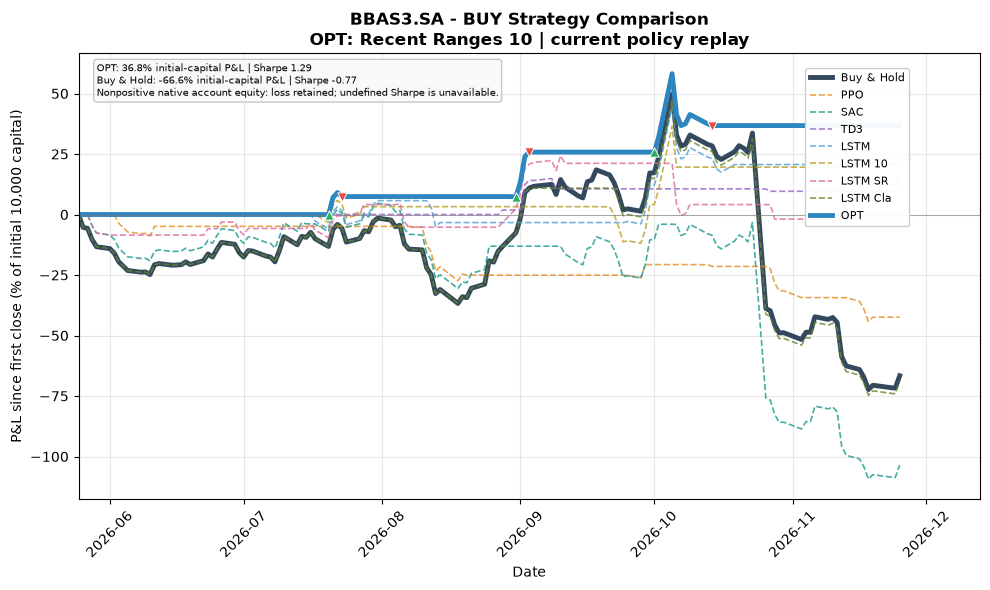 BBAS3.SA - BUY Strategy Comparison
OPT: Recent Ranges 10 | current policy replay
OPT: 36.8% initial-capital P&L | Sharpe 1.29
Buy & Hold: -66.6% initial-capital P&L | Sharpe -0.77
Nonpositive native account equity: loss retained; undefined Sharpe is unavailable.
Buy & Hold
PPO
SAC
TD3
LSTM
LSTM 10
LSTM SR
LSTM Cla
OPT
P&L since first close (% of initial 10,000 capital)
50
25
0
−25
−50
−75
−100
2026-06
2026-07
2026-08
2026-09
2026-10
2026-11
2026-12
Date